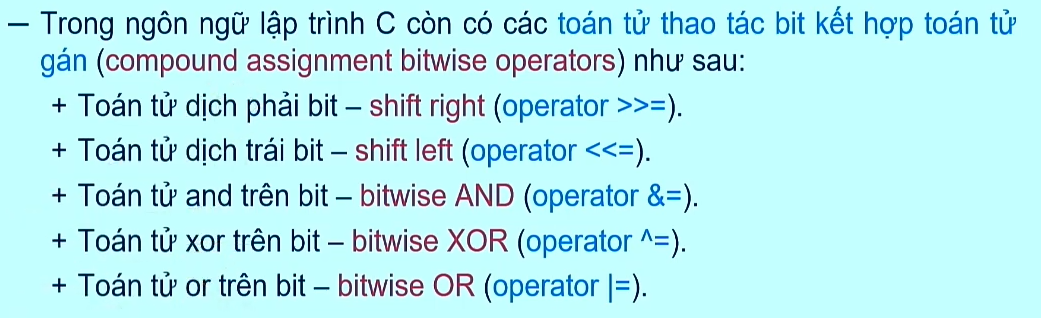 – Trong ngôn ngữ lập trình C còn có các toán tử thao tác bit kết hợp toán tử
gán (compound assignment bitwise operators) như sau:
+ Toán tử dịch phải bit – shift right (operator >>=).
+ Toán tử dịch trái bit – shift left (operator <<=).
+ Toán tử and trên bit – bitwise AND (operator &=).
+ Toán tử xor trên bit – bitwise XOR (operator ^=).
+ Toán tử or trên bit – bitwise OR (operator |=).